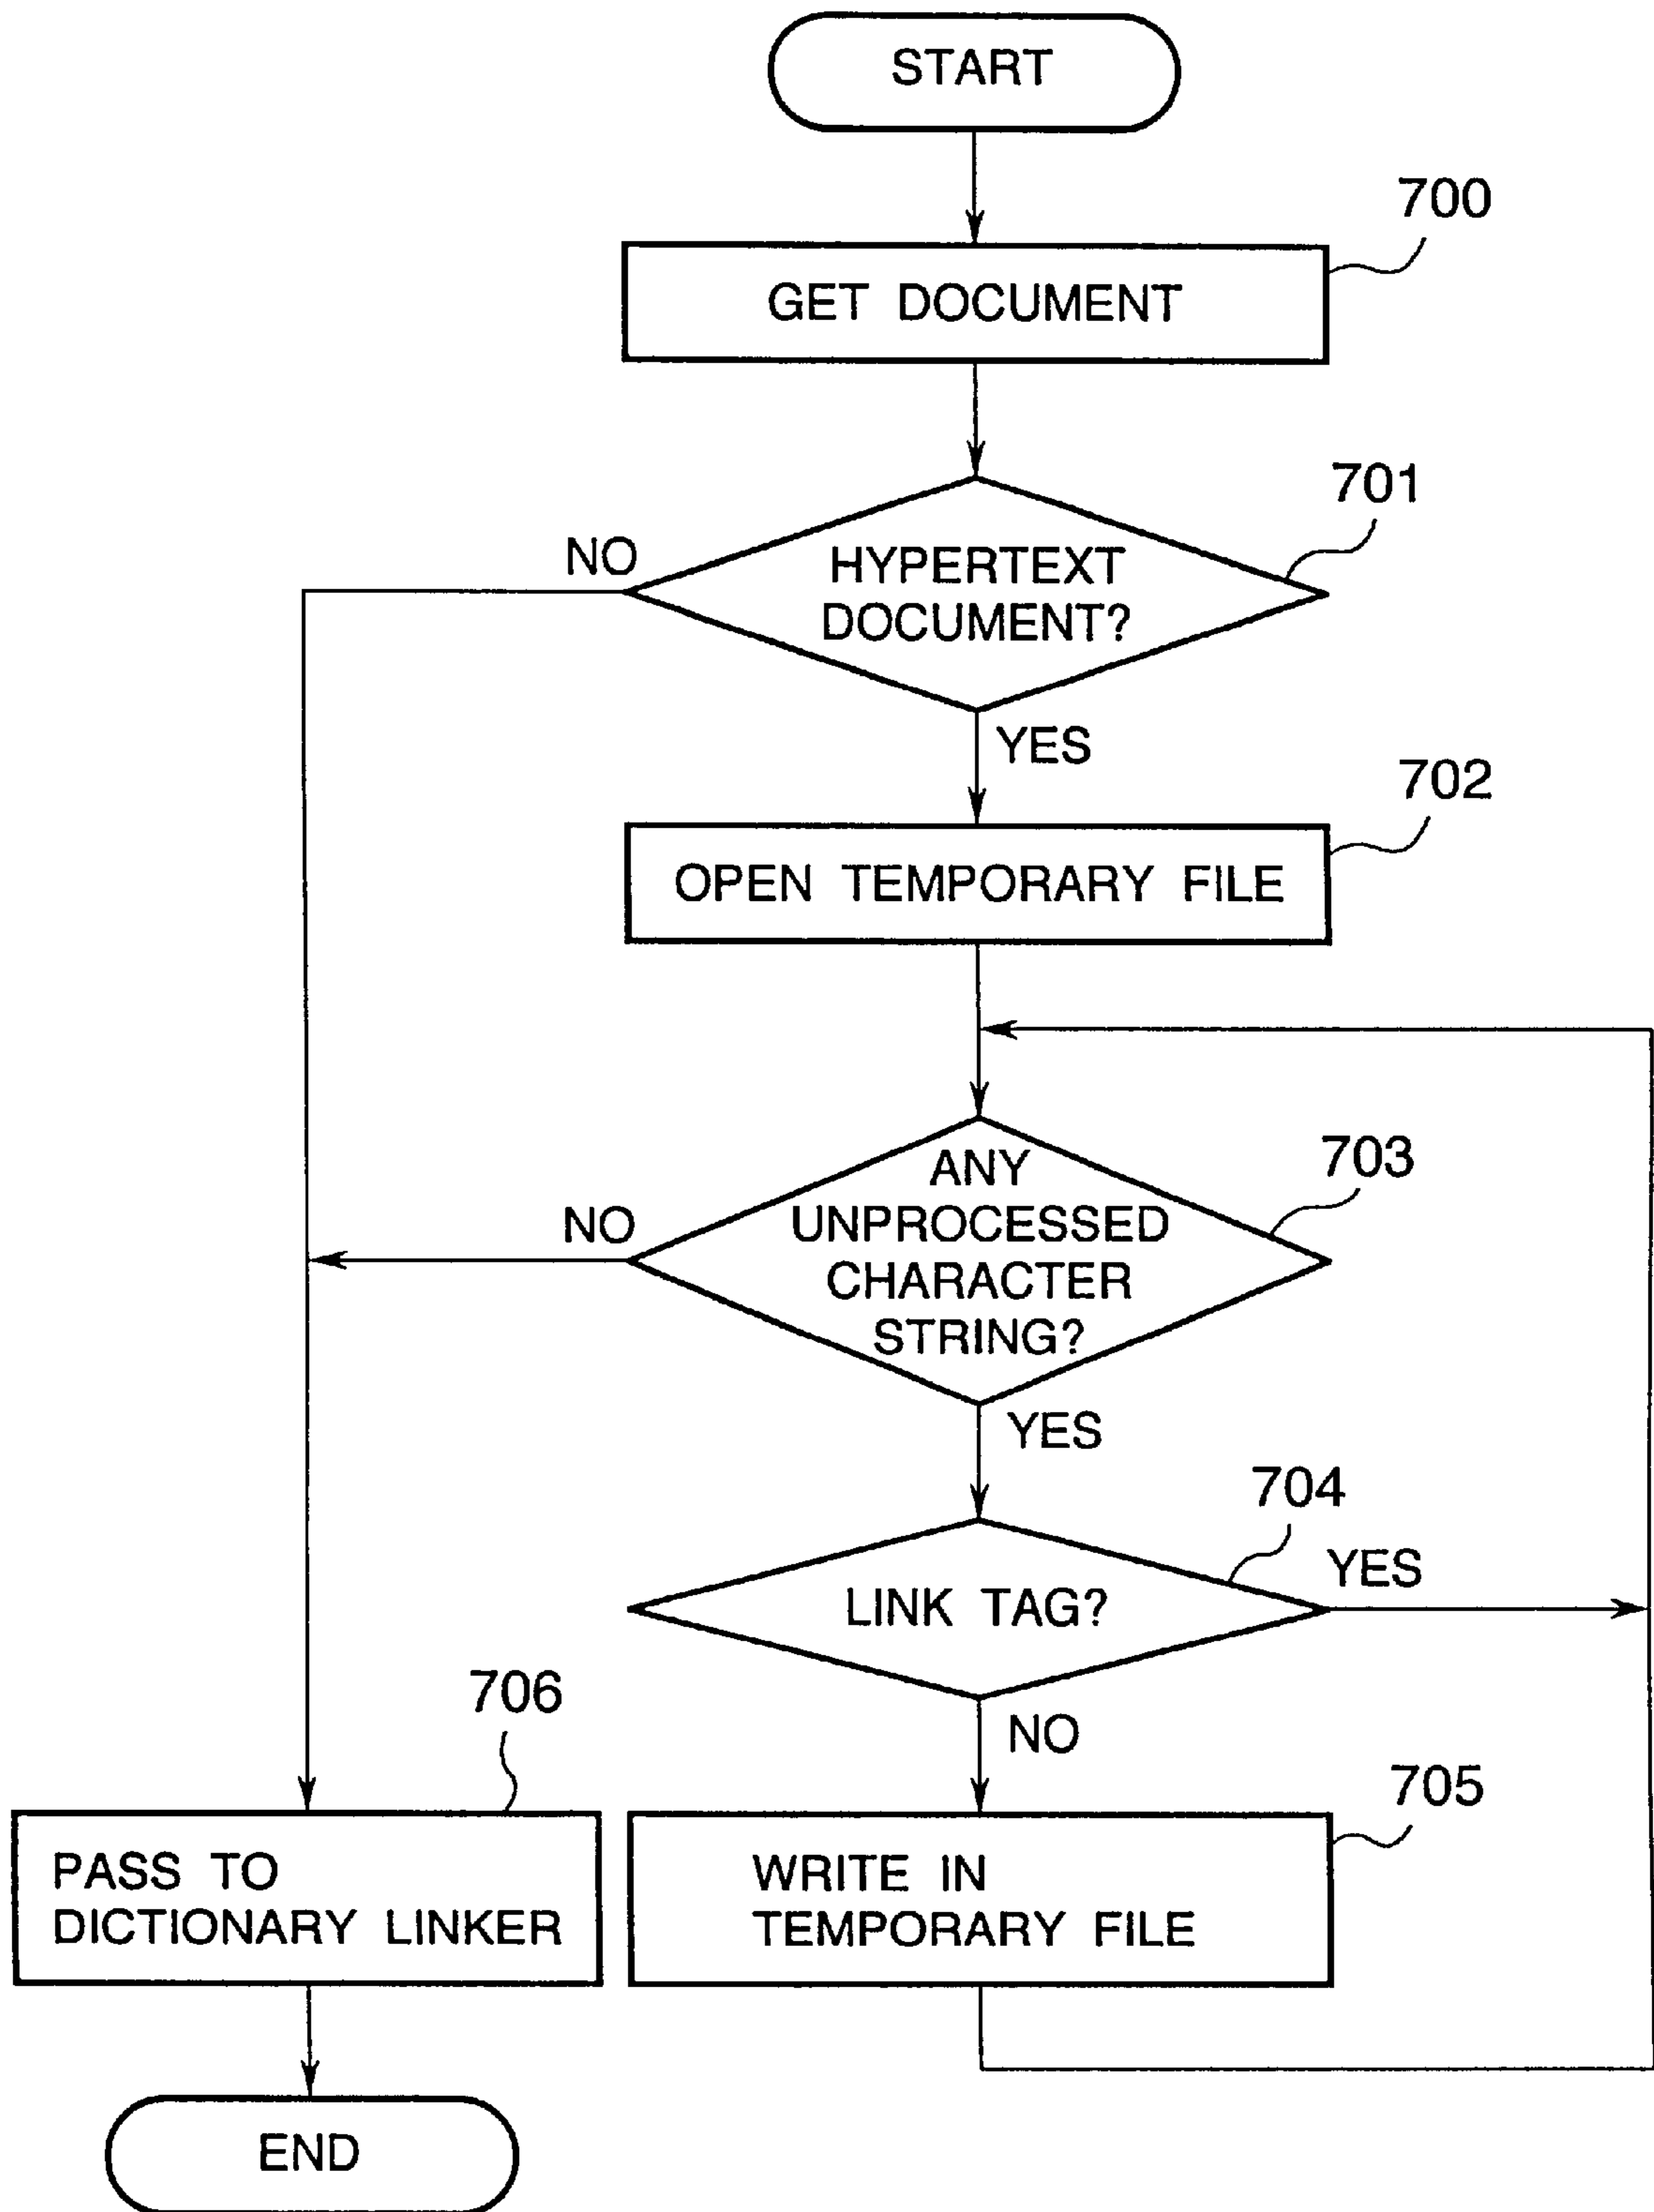 START
700
GET DOCUMENT
701
NO
HYPERTEXT
DOCUMENT?
YES
702
OPEN TEMPORARY FILE
703
NO
ANY
UNPROCESSED
CHARACTER
STRING?
YES
704
YES
LINK TAG?
NO
706
705
PASS TO
DICTIONARY LINKER
WRITE IN
TEMPORARY FILE
END